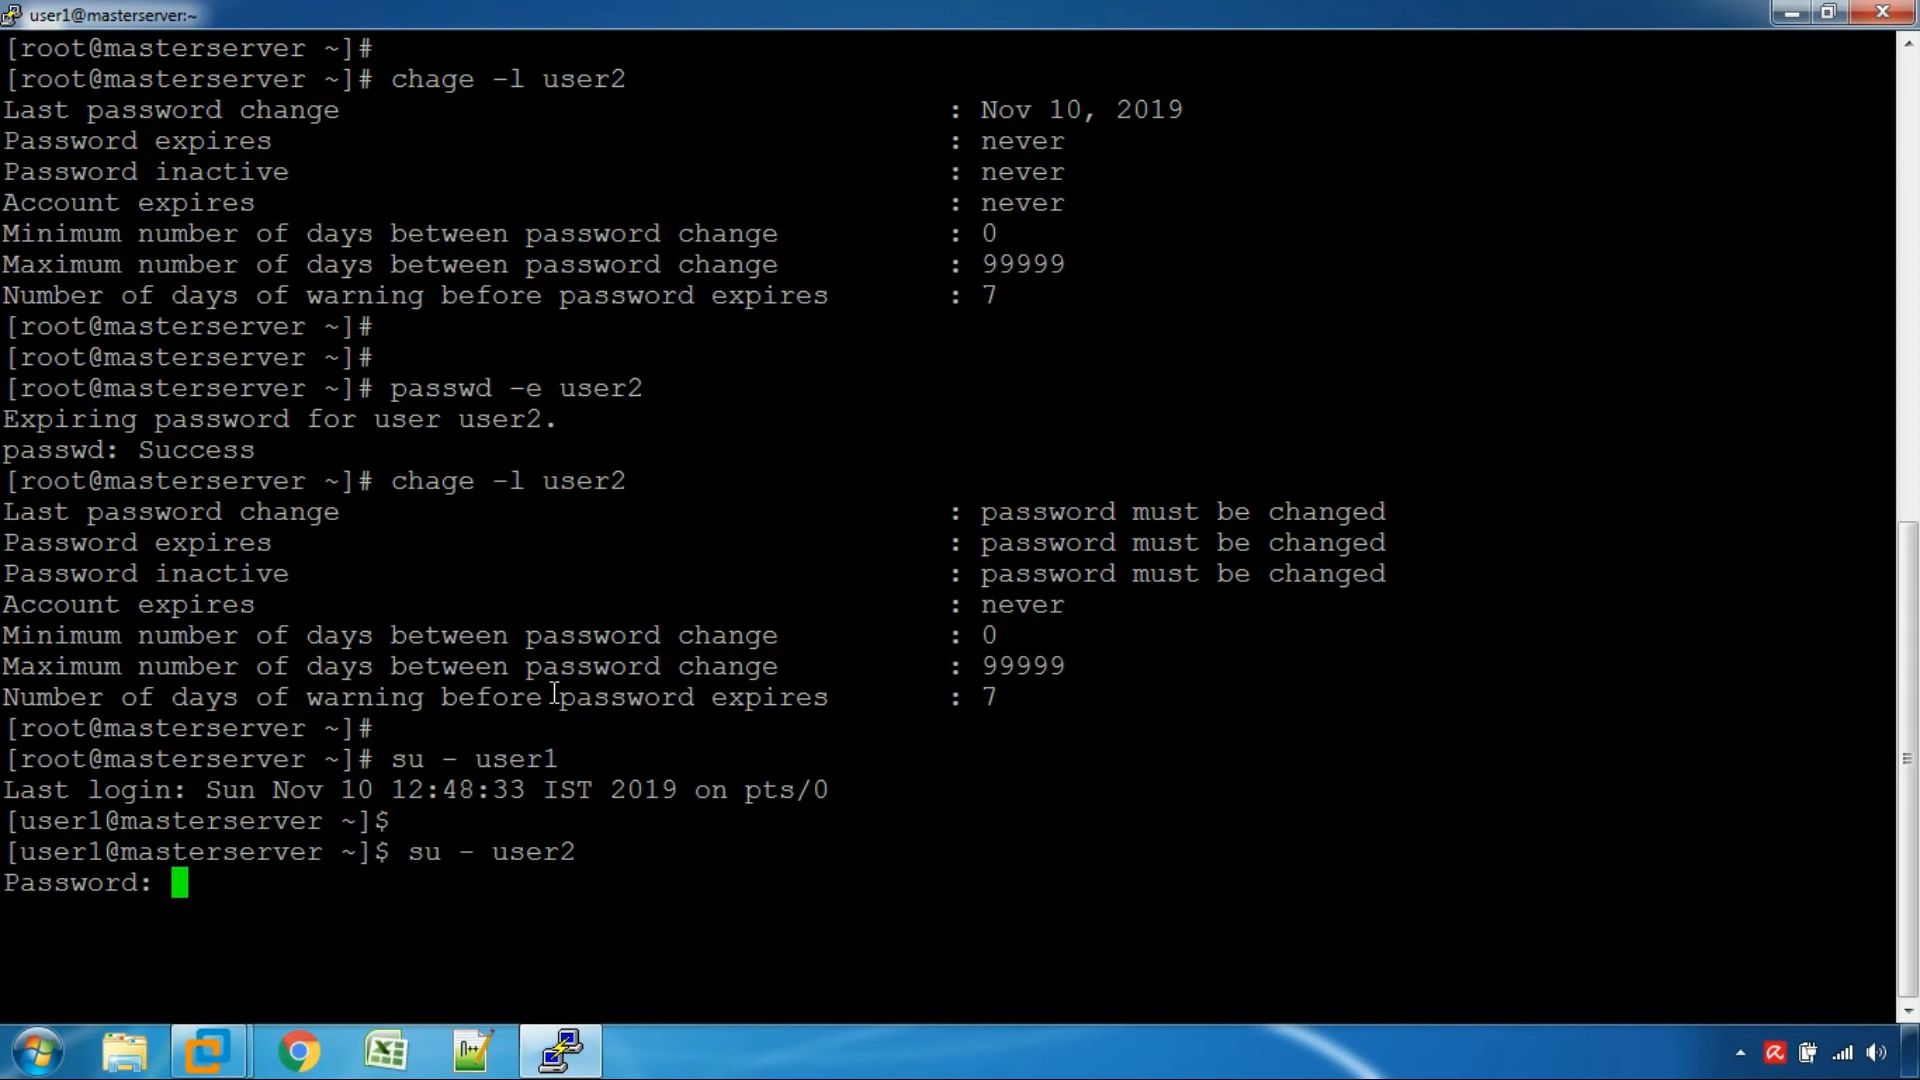 user1@masterserver:~
[root@masterserver ~]#
[root@masterserver ~]# chage -l user2
Last password change : Nov 10, 2019
Password expires : never
Password inactive : never
Account expires : never
Minimum number of days between password change : 0
Maximum number of days between password change : 99999
Number of days of warning before password expires : 7
[root@masterserver ~]#
[root@masterserver ~]#
[root@masterserver ~]# passwd -e user2
Expiring password for user user2.
passwd: Success
[root@masterserver ~]# chage -l user2
Last password change : password must be changed
Password expires : password must be changed
Password inactive : password must be changed
Account expires : never
Minimum number of days between password change : 0
Maximum number of days between password change : 99999
Number of days of warning before password expires : 7
[root@masterserver ~]#
[root@masterserver ~]# su - user1
Last login: Sun Nov 10 12:48:33 IST 2019 on pts/0
[user1@masterserver ~]$
[user1@masterserver ~]$ su - user2
Password: